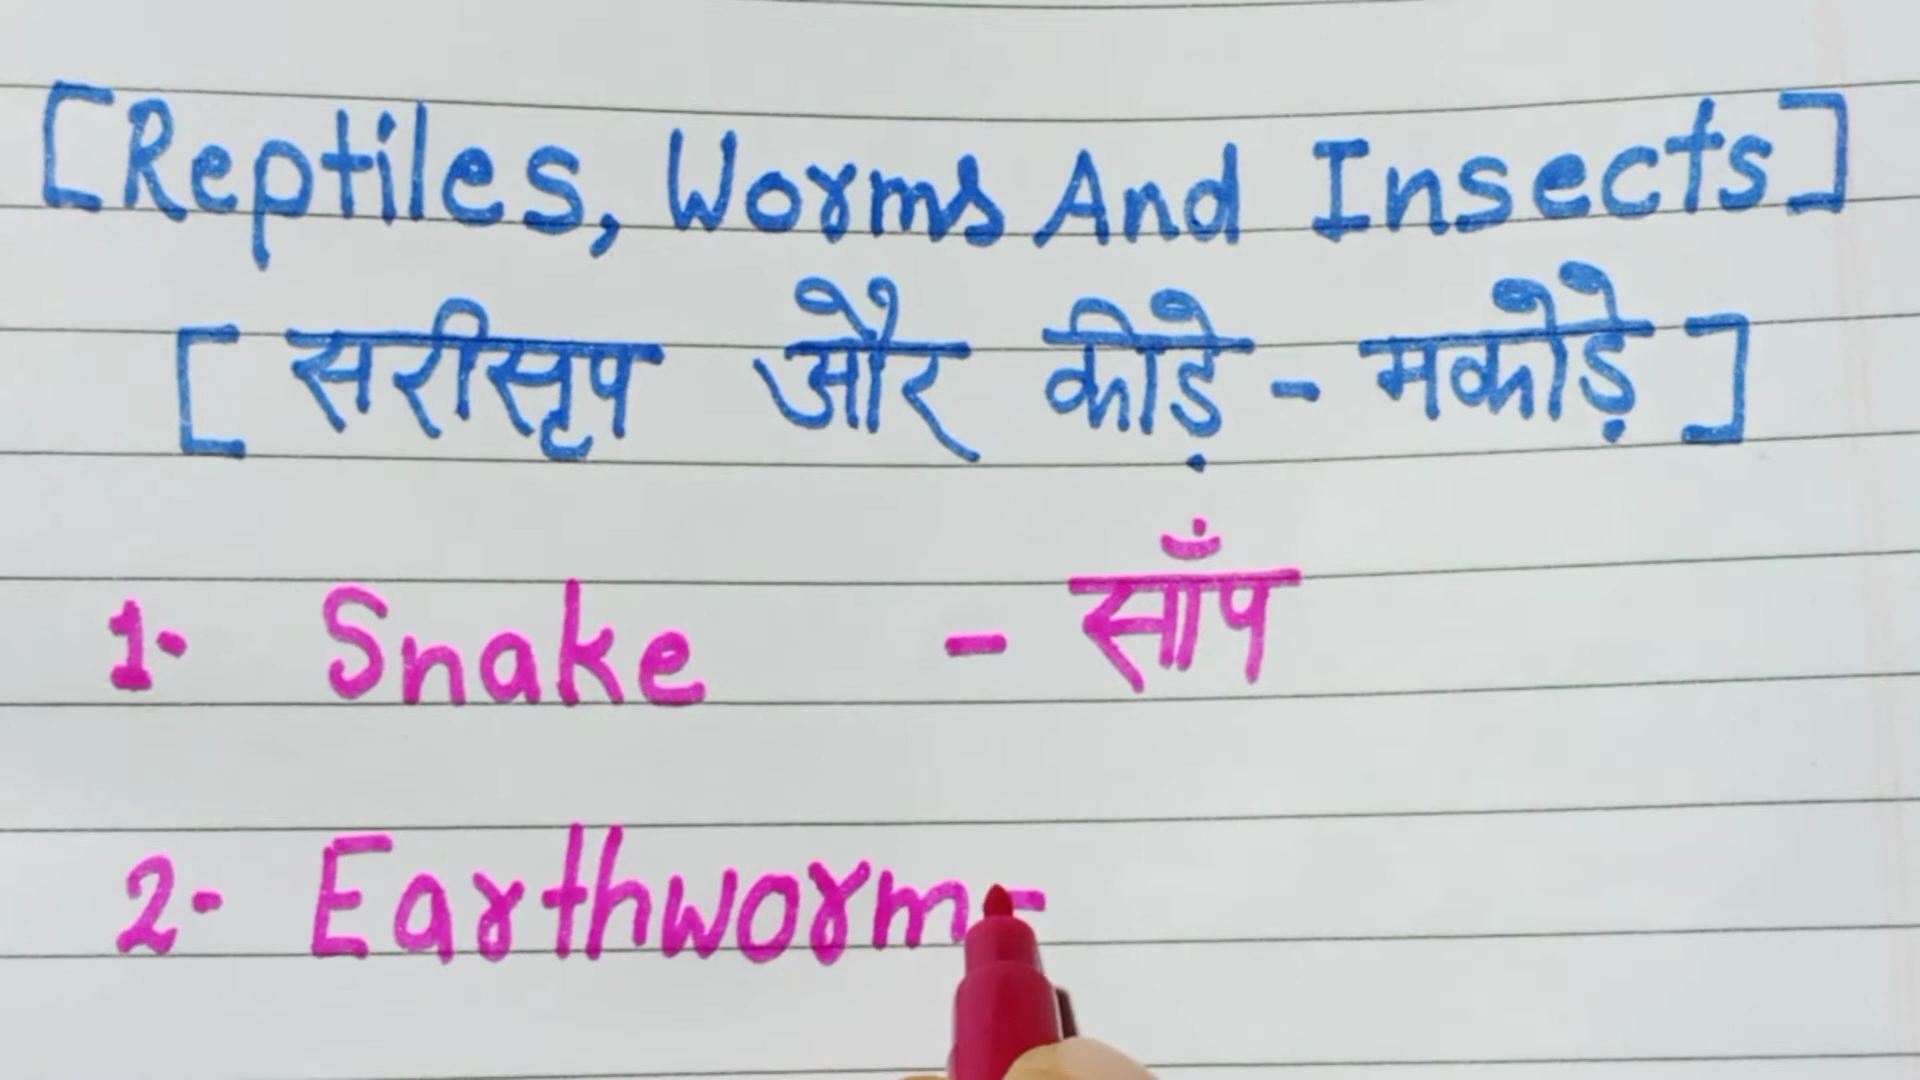 [Reptiles, Worms And Insects]
[सरीसृप और कीड़े - मकोड़े]
1. Snake - साँप
2. Earthworm -